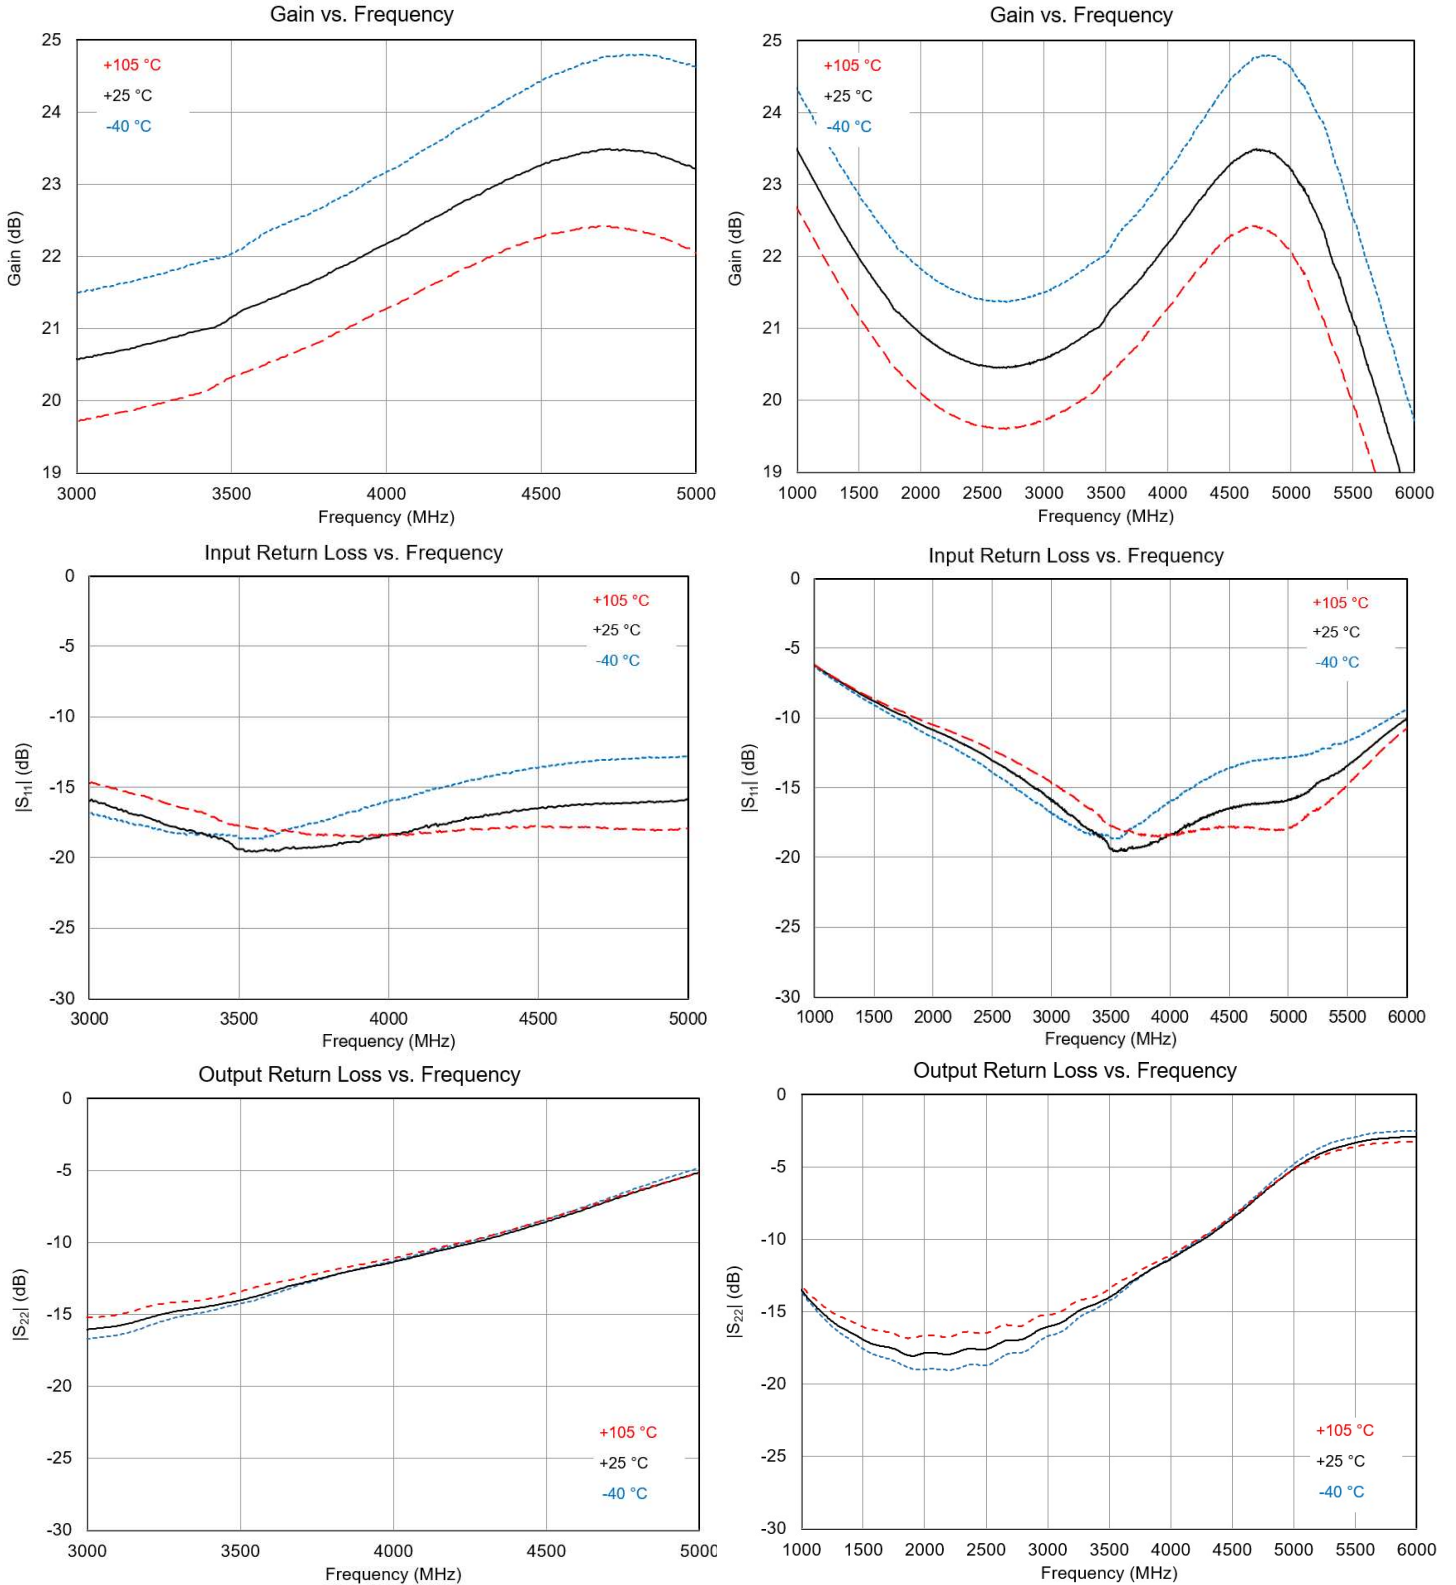 Gain vs. Frequency
25
24
23
22
21
20
19
Gain (dB)
+105 °C
+25 °C
-40 °C
3000 3500 4000 4500 5000
Frequency (MHz)
Gain vs. Frequency
25
24
23
22
21
20
19
Gain (dB)
+105 °C
+25 °C
-40 °C
1000 1500 2000 2500 3000 3500 4000 4500 5000 5500 6000
Frequency (MHz)
Input Return Loss vs. Frequency
0
-5
-10
-15
-20
-25
-30
|S11| (dB)
+105 °C
+25 °C
-40 °C
3000 3500 4000 4500 5000
Frequency (MHz)
Input Return Loss vs. Frequency
0
-5
-10
-15
-20
-25
-30
|S11| (dB)
+105 °C
+25 °C
-40 °C
1000 1500 2000 2500 3000 3500 4000 4500 5000 5500 6000
Frequency (MHz)
Output Return Loss vs. Frequency
0
-5
-10
-15
-20
-25
-30
|S22| (dB)
+105 °C
+25 °C
-40 °C
3000 3500 4000 4500 5000
Frequency (MHz)
Output Return Loss vs. Frequency
0
-5
-10
-15
-20
-25
-30
|S22| (dB)
+105 °C
+25 °C
-40 °C
1000 1500 2000 2500 3000 3500 4000 4500 5000 5500 6000
Frequency (MHz)